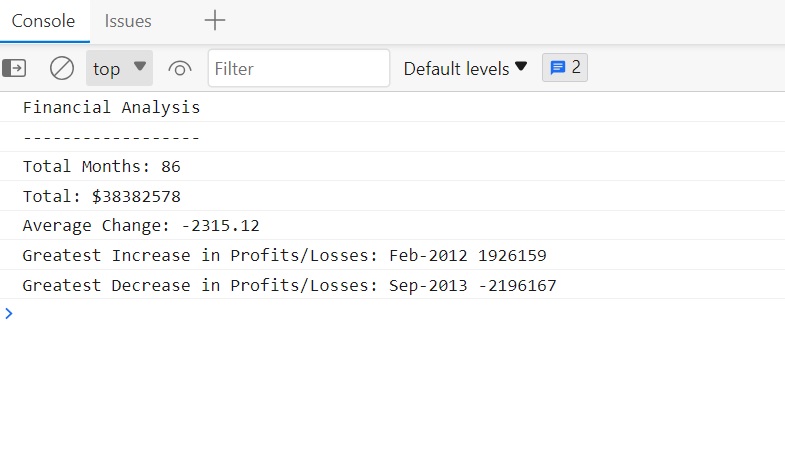 Console Issues
top Filter Default levels 2
Financial Analysis
------------------
Total Months: 86
Total: $38382578
Average Change: -2315.12
Greatest Increase in Profits/Losses: Feb-2012 1926159
Greatest Decrease in Profits/Losses: Sep-2013 -2196167